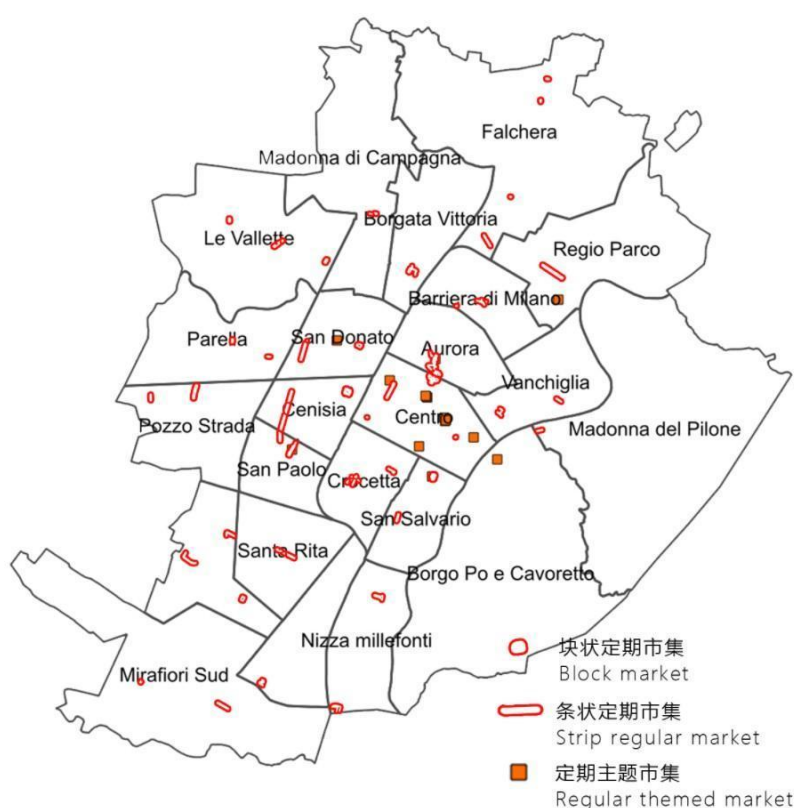 Falchera
Madonna di Campagna
Borgata Vittoria
Le Vallette
Regio Parco
Barriera di Milano
Parella
San Donato
Aurora
Vanchiglia
Cenisia
Centro
Pozzo Strada
Madonna del Pilone
San Paolo
Crocetta
San Salvario
Santa Rita
Borgo Po e Cavoretto
Nizza millefonti
Mirafiori Sud
块状定期市集
Block market
条状定期市集
Strip regular market
定期主题市集
Regular themed market